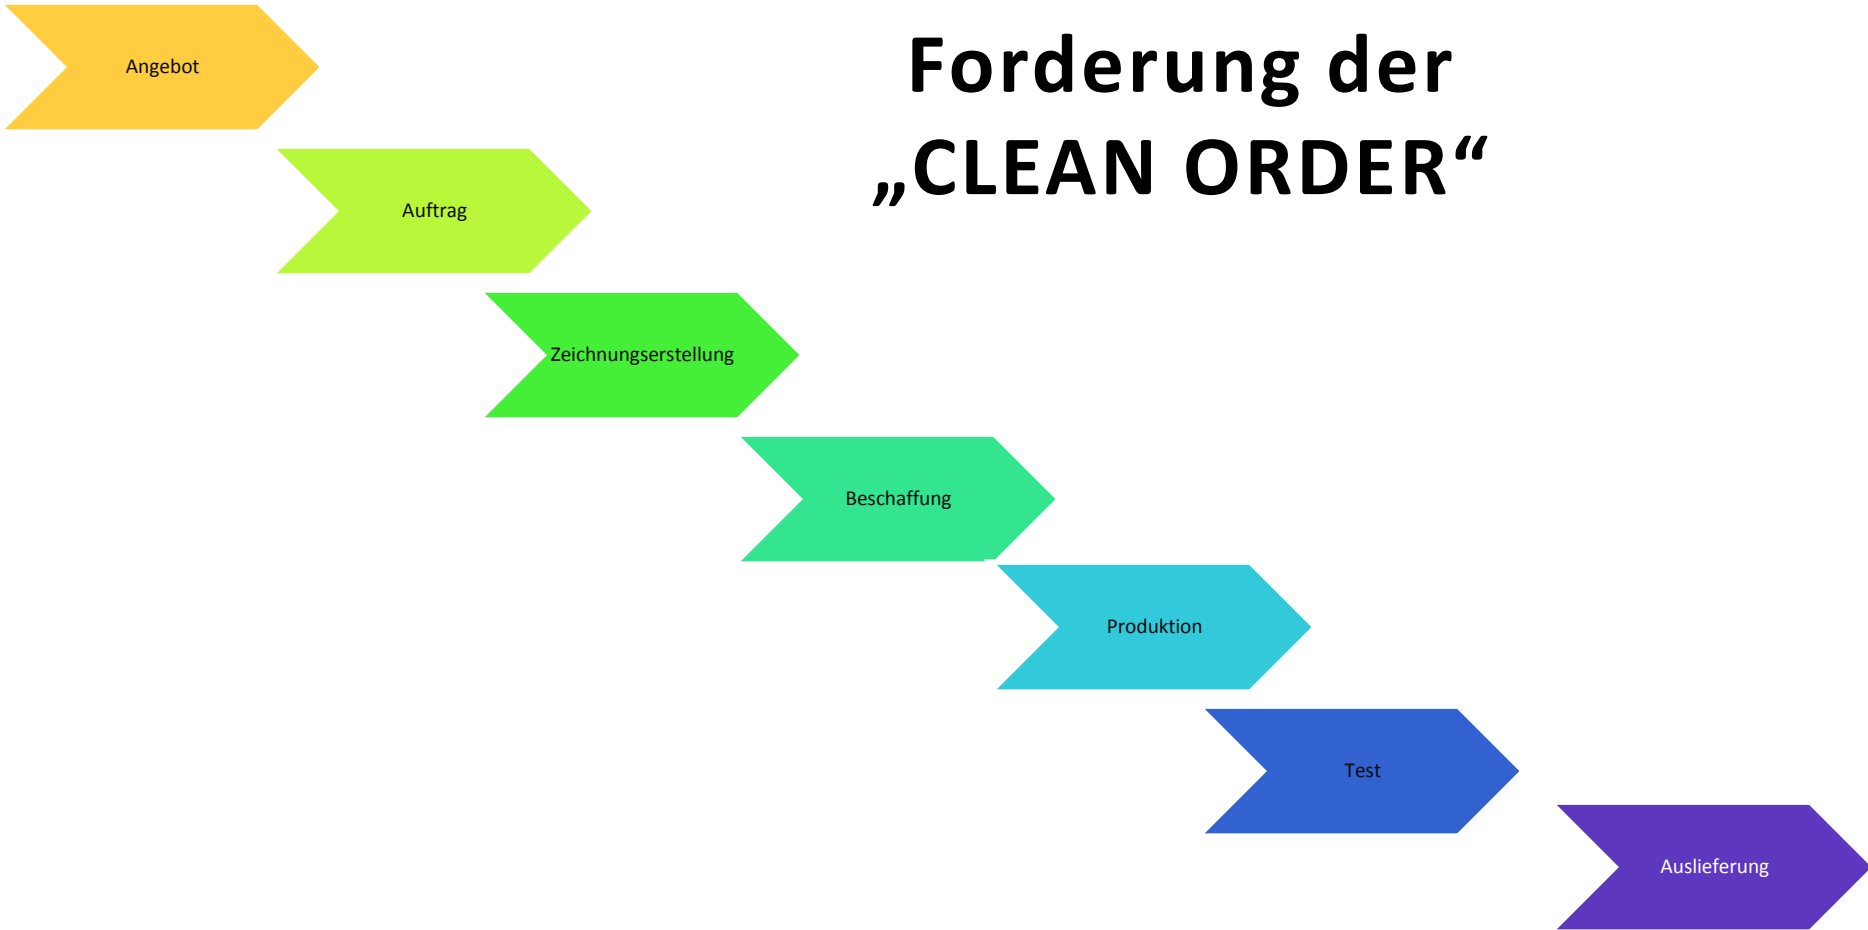 Forderung der
„CLEAN ORDER“
Angebot
Auftrag
Zeichnungserstellung
Beschaffung
Produktion
Test
Auslieferung